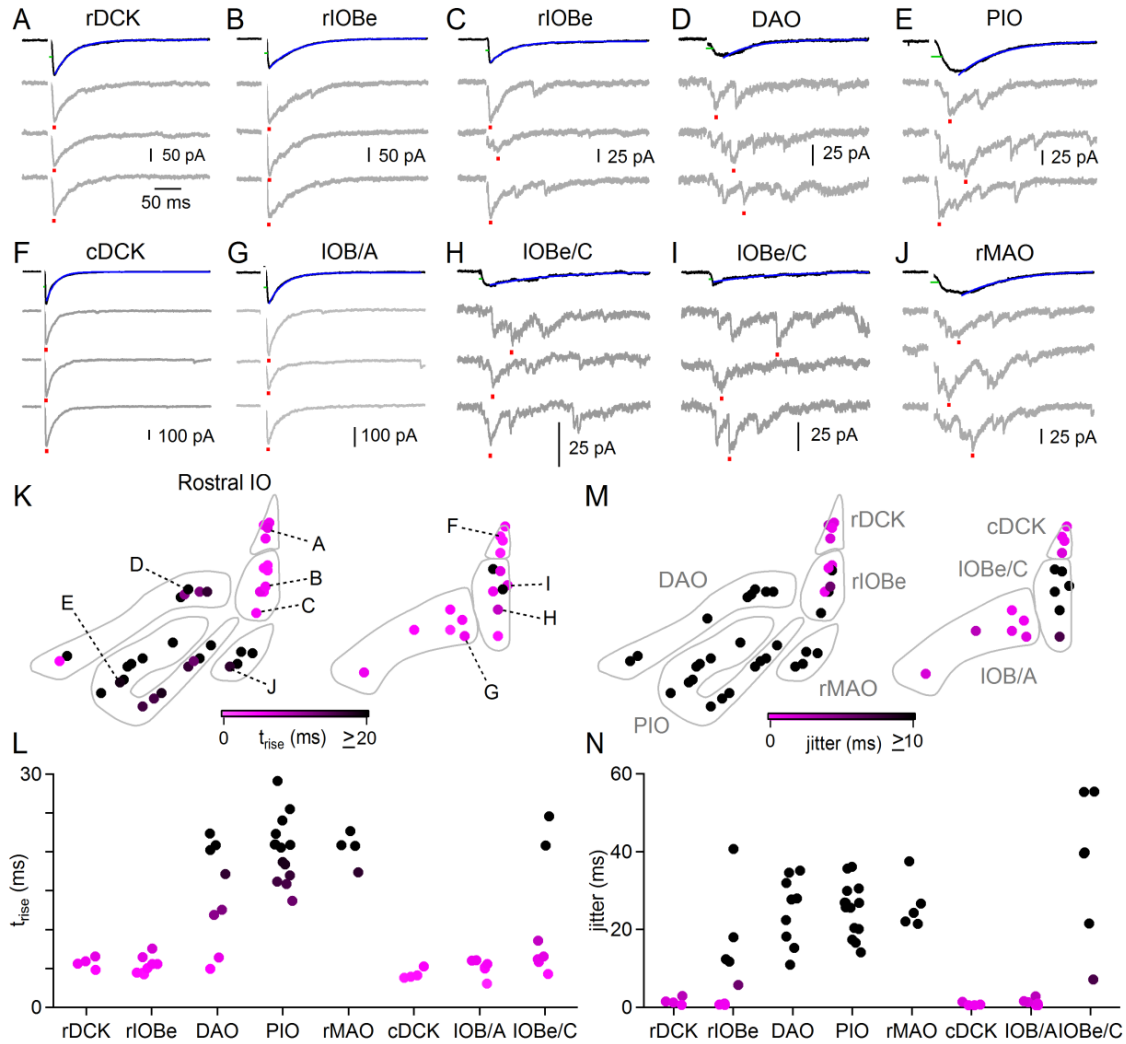 A rDCK
B rIOBe
C rIOBe
D DAO
E PIO
50 pA
50 pA
25 pA
25 pA
25 pA
50 ms
F cDCK
G IOB/A
H IOBe/C
I IOBe/C
J rMAO
100 pA
100 pA
25 pA
25 pA
25 pA
K Rostral IO
A
B
C
D
E
J
F
I
H
G
0 t_rise (ms) ≥20
M
rDCK
rIOBe
DAO
PIO
rMAO
cDCK
IOBe/C
IOB/A
0 jitter (ms) ≥10
L
30
t_rise (ms)
0
rDCK rIOBe DAO PIO rMAO cDCK IOB/A IOBe/C
N
60
40
jitter (ms)
20
0
rDCK rIOBe DAO PIO rMAO cDCK IOB/A IOBe/C